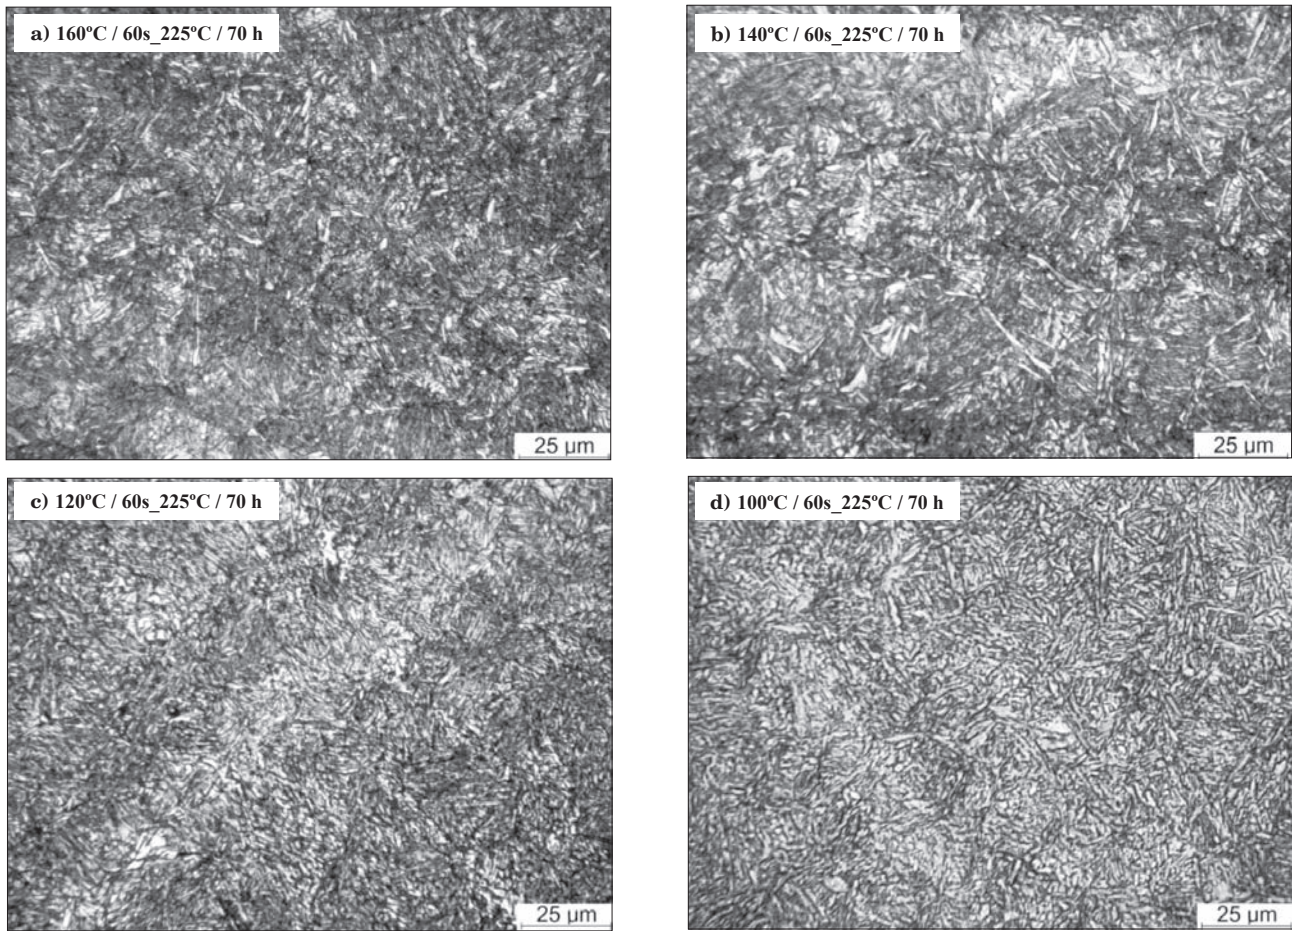 a) 160ºC / 60s_225ºC / 70 h
b) 140ºC / 60s_225ºC / 70 h
25 µm
25 µm
c) 120ºC / 60s_225ºC / 70 h
d) 100ºC / 60s_225ºC / 70 h
25 µm
25 µm